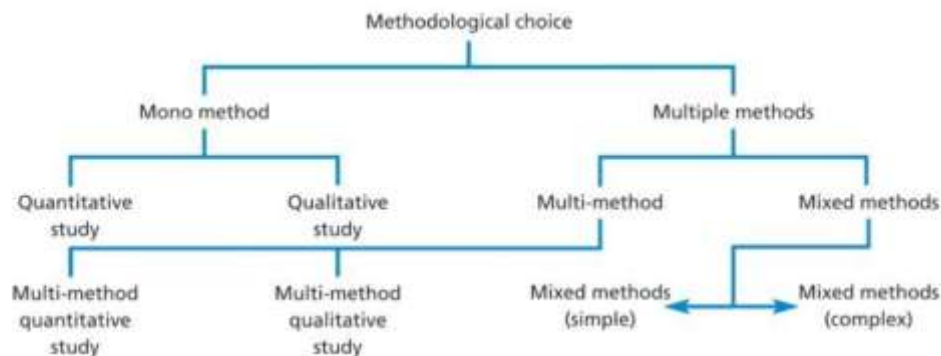 Methodological choice
Mono method
Multiple methods
Quantitative
study
Qualitative
study
Multi-method
Mixed methods
Multi-method
quantitative
study
Multi-method
qualitative
study
Mixed methods
(simple)
Mixed methods
(complex)